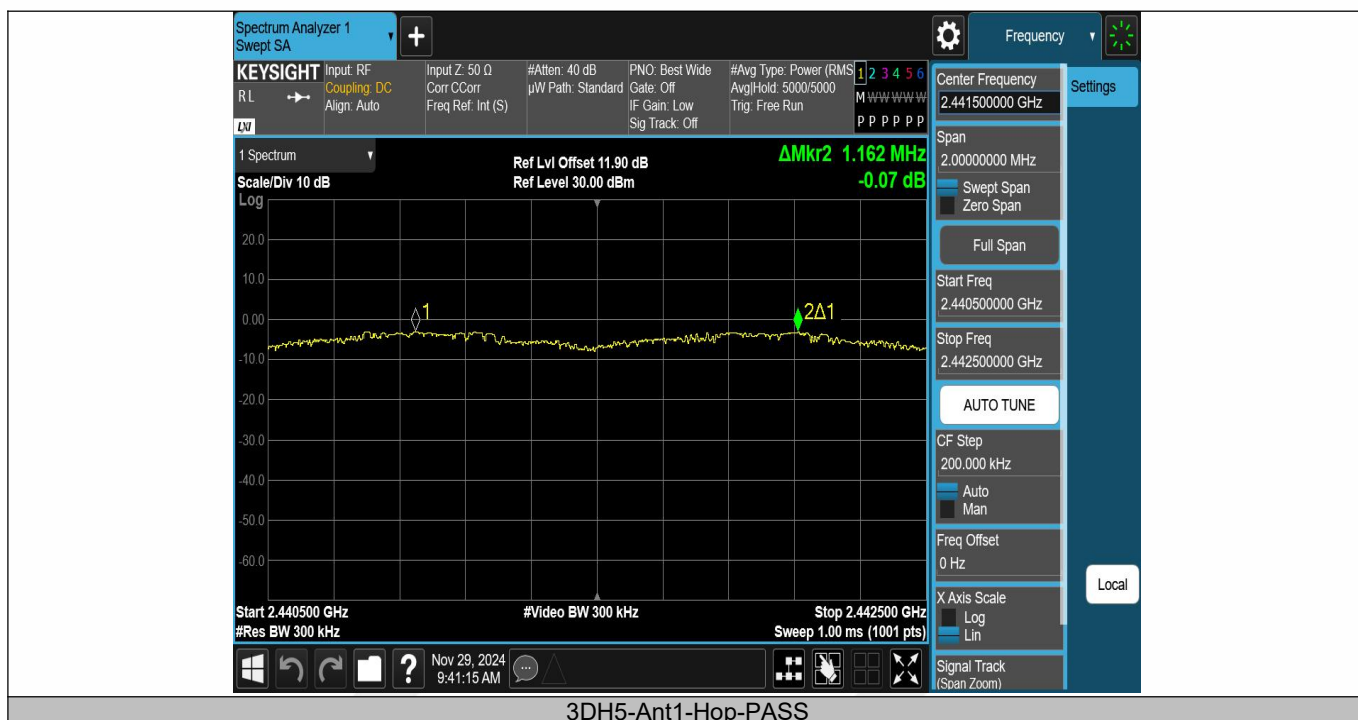 Spectrum Analyzer 1
Swept SA
+
Frequency
KEYSIGHT
RL
LXI
Input: RF
Coupling: DC
Align: Auto
Input Z: 50 Ω
Corr CCorr
Freq Ref: Int (S)
#Atten: 40 dB
µW Path: Standard
PNO: Best Wide
Gate: Off
IF Gain: Low
Sig Track: Off
#Avg Type: Power (RMS
Avg|Hold: 5000/5000
Trig: Free Run
1 2 3 4 5 6
M W W W W W
P P P P P P
1 Spectrum
Scale/Div 10 dB
Log
Ref Lvl Offset 11.90 dB
Ref Level 30.00 dBm
ΔMkr2 1.162 MHz
-0.07 dB
20.0
10.0
0.00
-10.0
-20.0
-30.0
-40.0
-50.0
-60.0
1
2Δ1
Start 2.440500 GHz
#Res BW 300 kHz
#Video BW 300 kHz
Stop 2.442500 GHz
Sweep 1.00 ms (1001 pts)
Center Frequency
2.441500000 GHz
Settings
Span
2.00000000 MHz
Swept Span
Zero Span
Full Span
Start Freq
2.440500000 GHz
Stop Freq
2.442500000 GHz
AUTO TUNE
CF Step
200.000 kHz
Auto
Man
Freq Offset
0 Hz
X Axis Scale
Log
Lin
Local
Signal Track
(Span Zoom)
?
Nov 29, 2024
9:41:15 AM
3DH5-Ant1-Hop-PASS